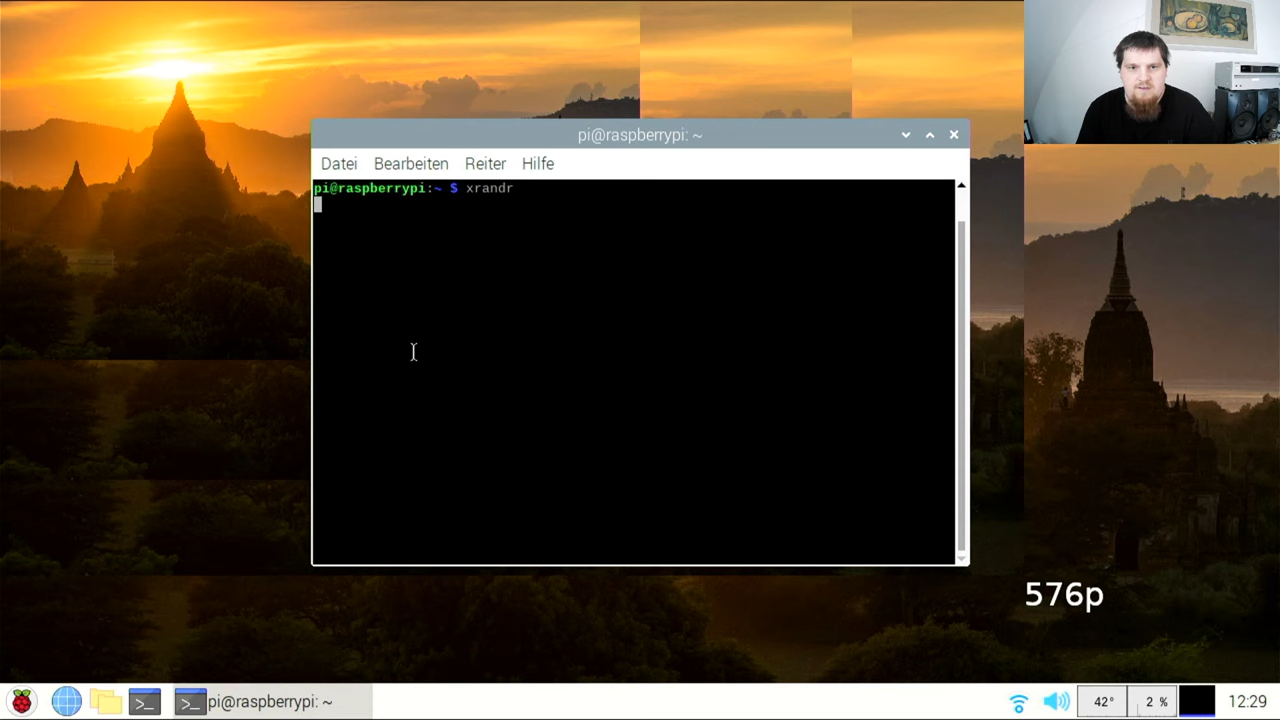 pi@raspberrypi: ~
Datei Bearbeiten Reiter Hilfe
pi@raspberrypi:~ $ xrandr
576p
pi@raspberrypi: ~
42° 2 % 12:29